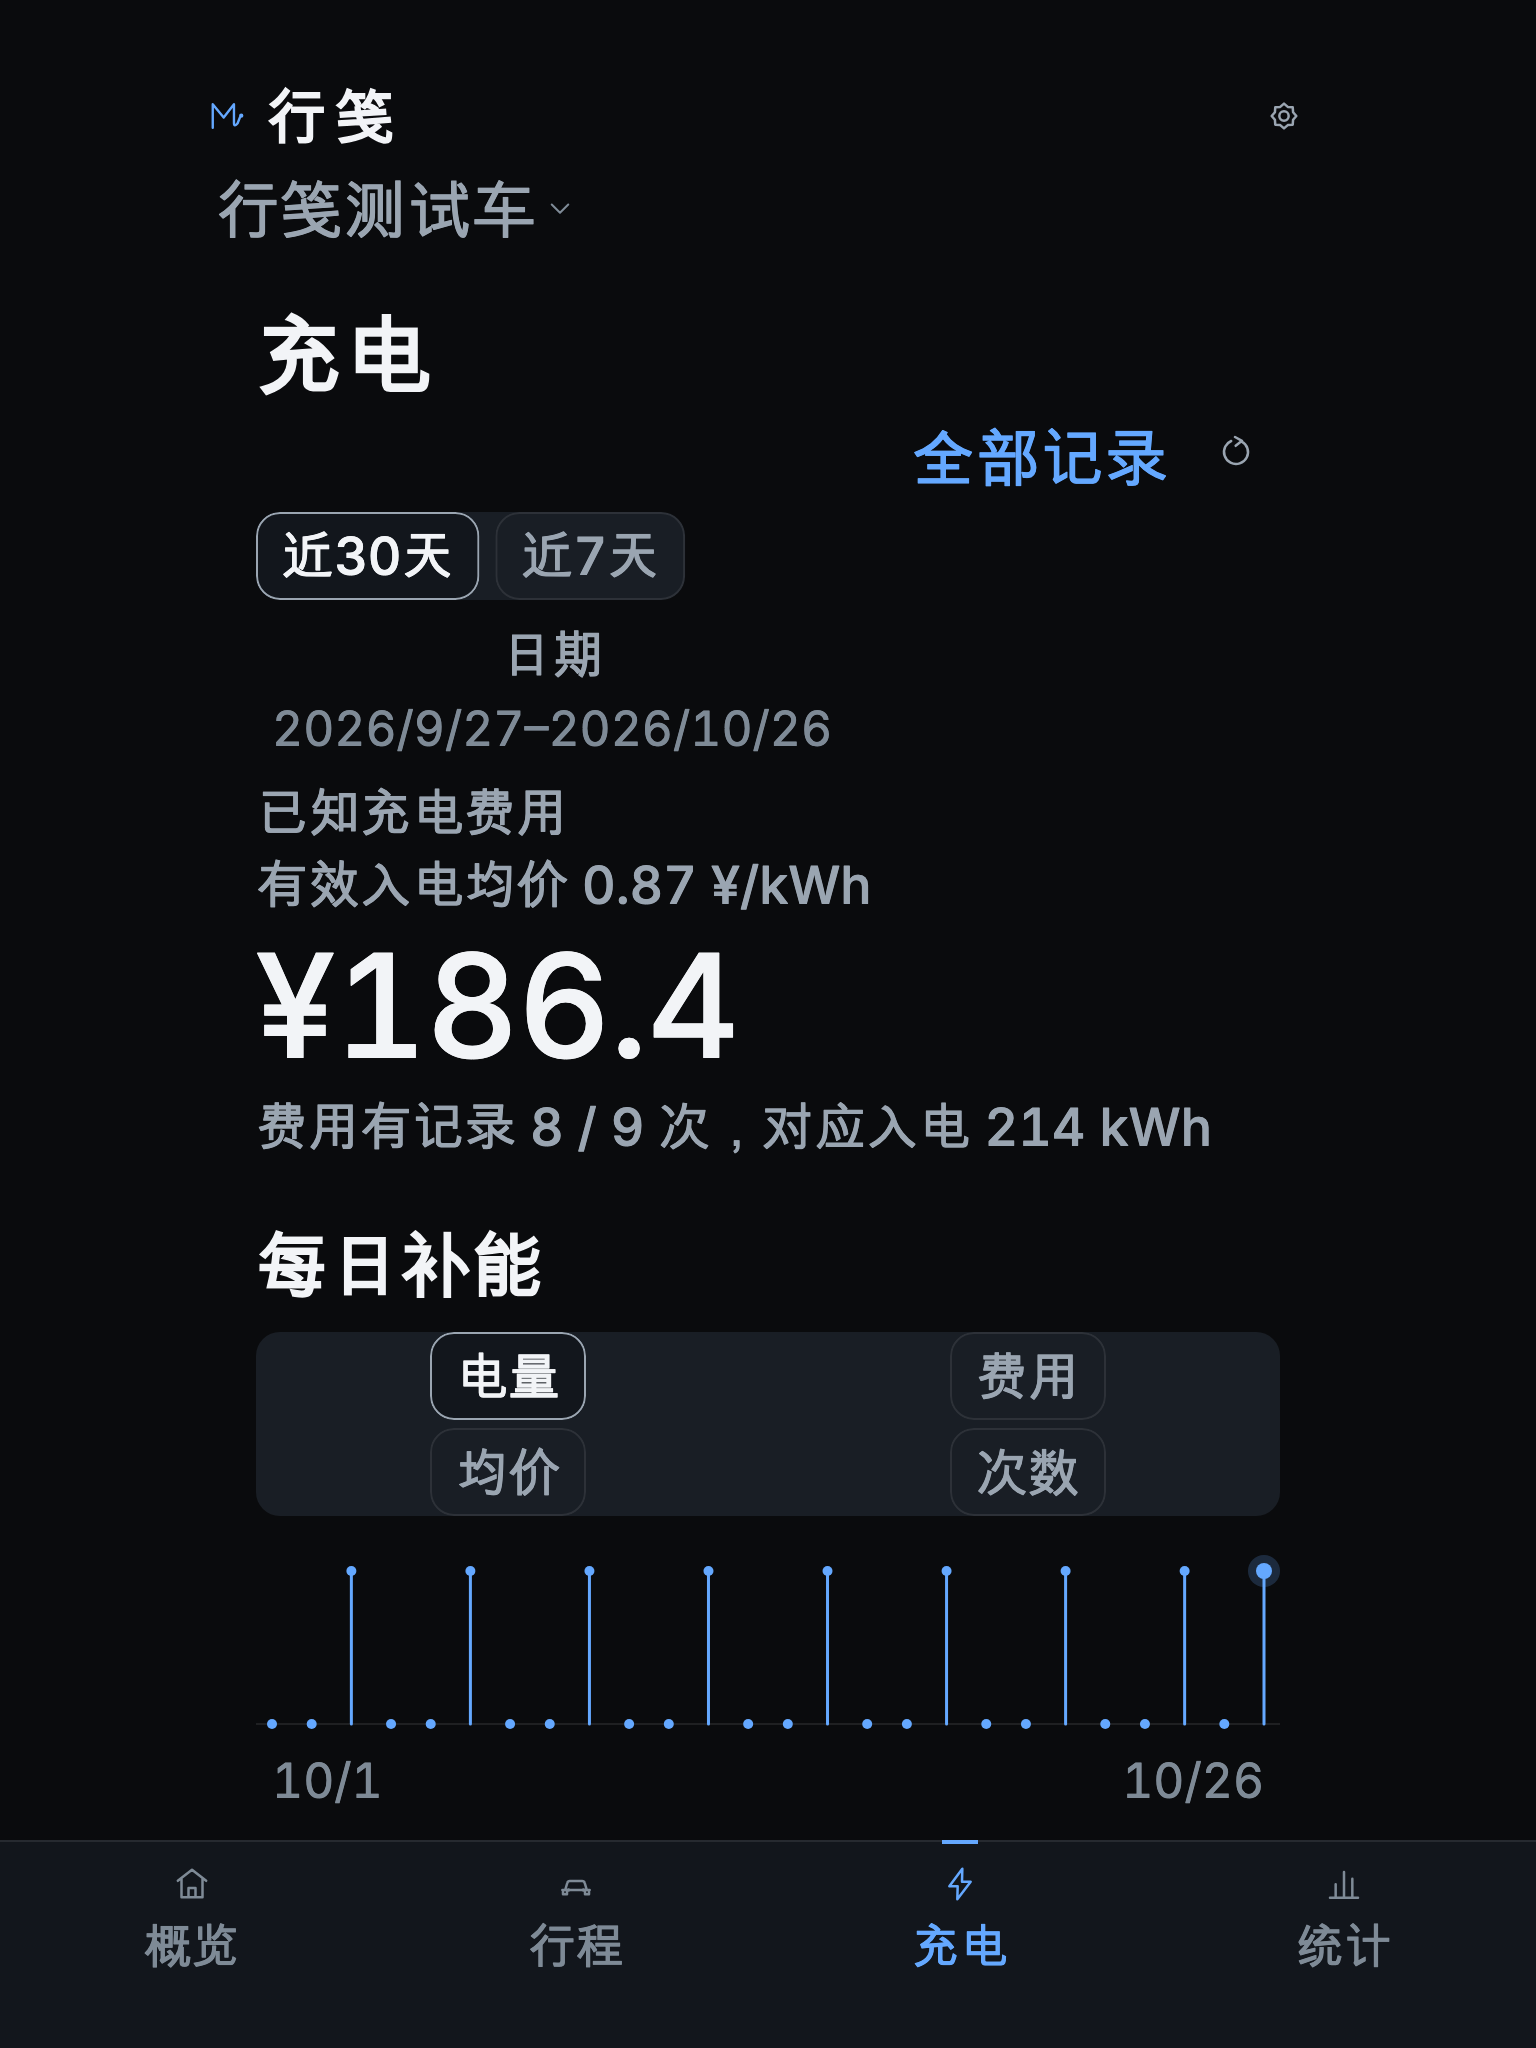 行笺
行笺测试车
充电
全部记录
近30天 近7天
日期
2026/9/27–2026/10/26
已知充电费用
有效入电均价 0.87 ¥/kWh
¥186.4
费用有记录 8 / 9 次，对应入电 214 kWh
每日补能
电量 费用
均价 次数
10/1 10/26
概览 行程 充电 统计